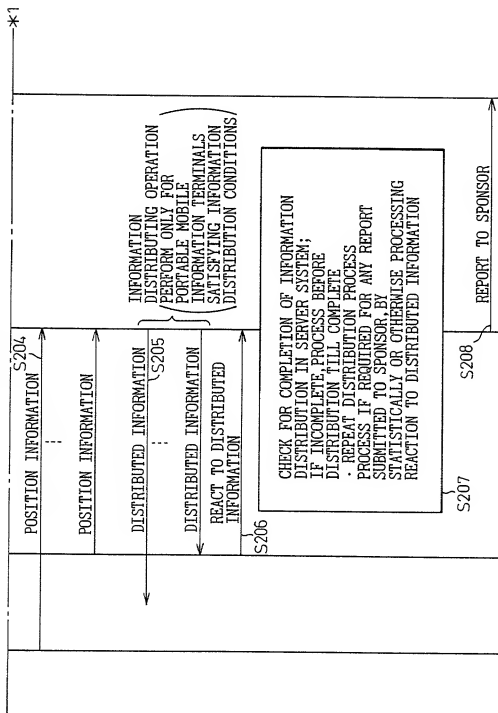 *1
S204
POSITION INFORMATION
POSITION INFORMATION
DISTRIBUTED INFORMATION
S205
DISTRIBUTED INFORMATION
REACT TO DISTRIBUTED
INFORMATION
S206
INFORMATION
DISTRIBUTING OPERATION
PERFORM ONLY FOR
PORTABLE MOBILE
INFORMATION TERMINALS
SATISFYING INFORMATION
DISTRIBUTION CONDITIONS
CHECK FOR COMPLETION OF INFORMATION
DISTRIBUTION IN SERVER SYSTEM;
IF INCOMPLETE,PROCESS BEFORE
DISTRIBUTION TILL COMPLETE
· REPEAT DISTRIBUTION PROCESS
PROCESS IF REQUIRED FOR ANY REPORT
SUBMITTED TO SPONSOR,BY
STATISTICALLY OR OTHERWISE PROCESSING
REACTION TO DISTRIBUTED INFORMATION
S207
REPORT TO SPONSOR
S208